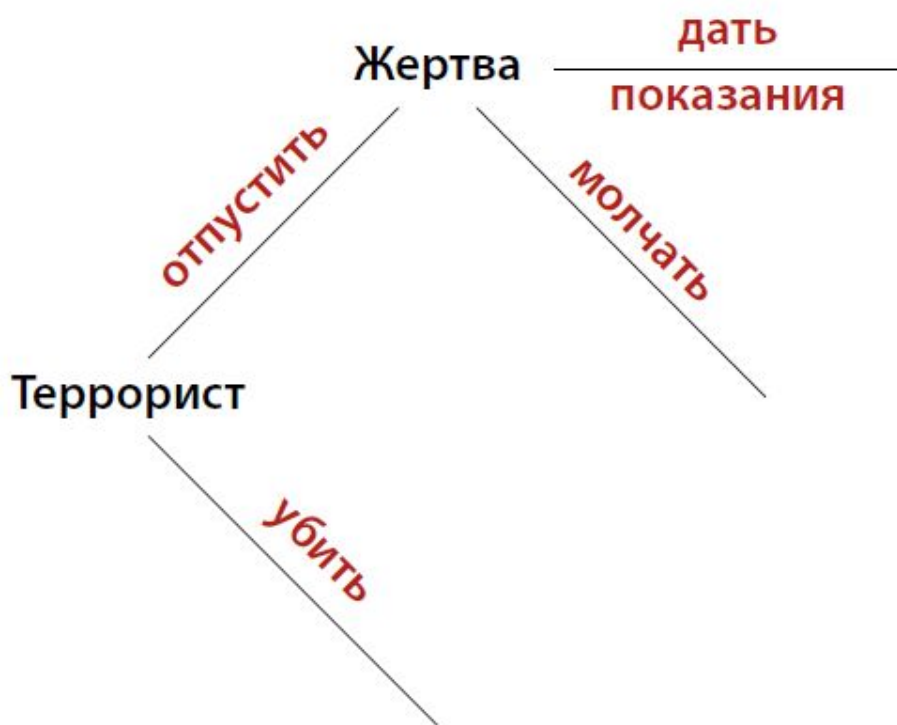 дать
Жертва
показания
отпустить
молчать
Террорист
убить